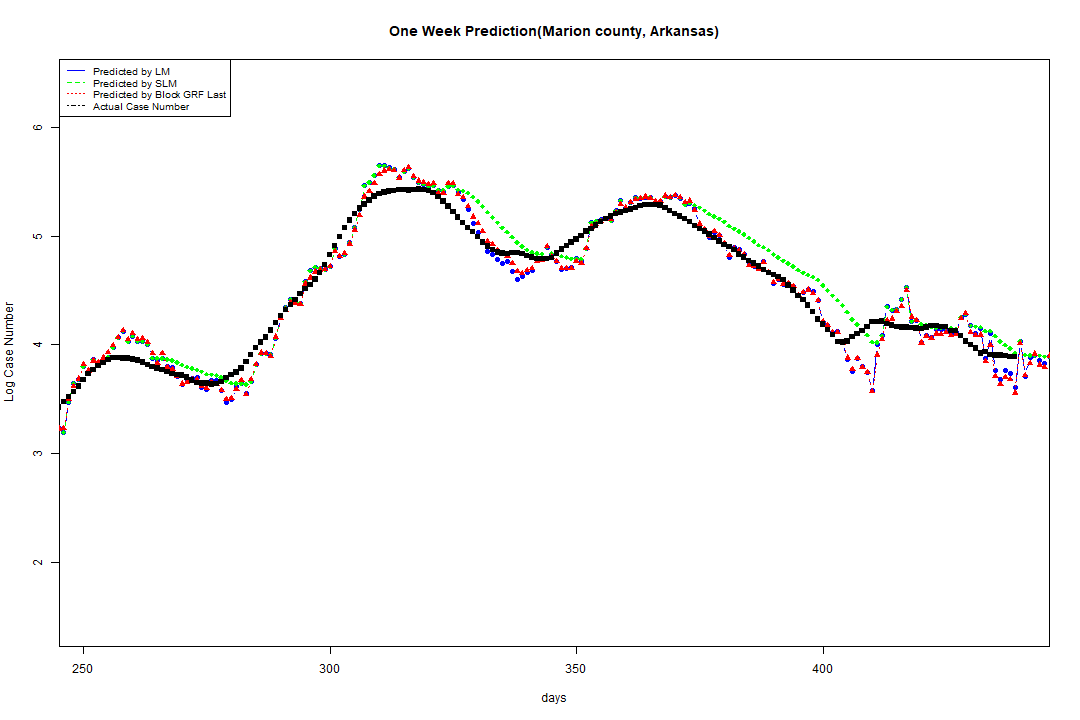 One Week Prediction(Marion county, Arkansas)
Predicted by LM
Predicted by SLM
Predicted by Block GRF Last
Actual Case Number
6
5
4
3
2
Log Case Number
250 300 350 400
days